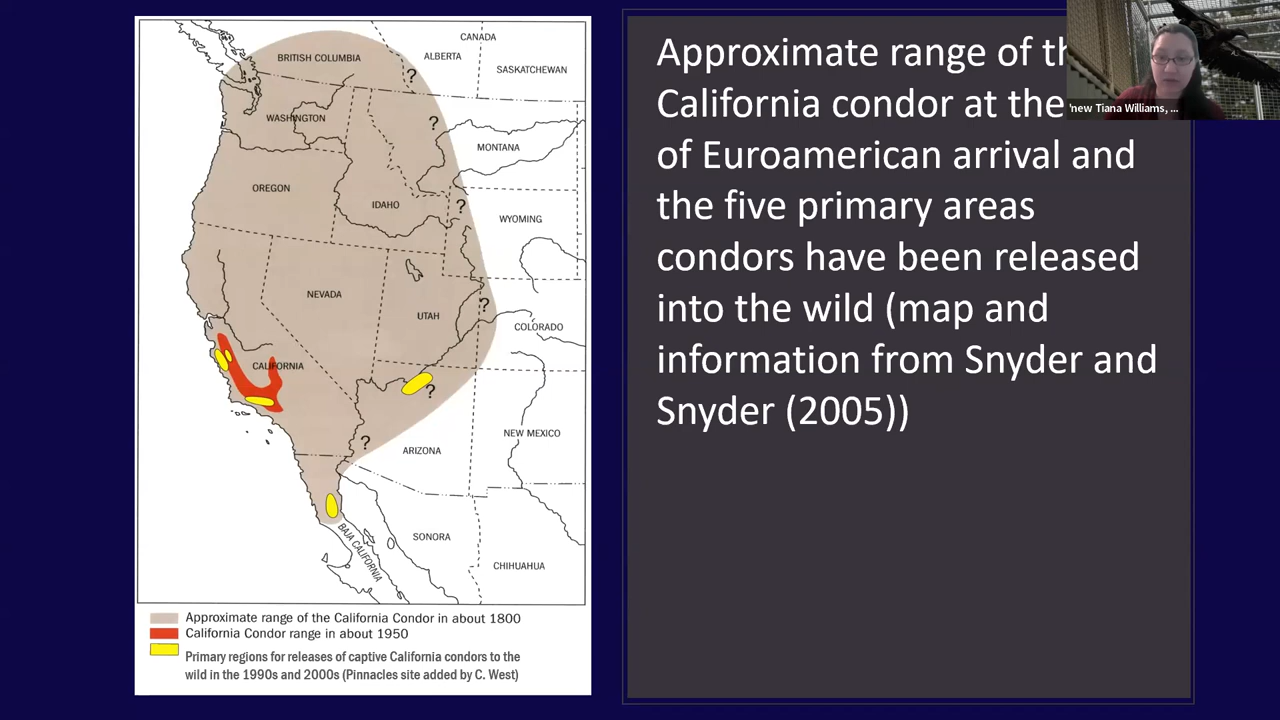 CANADA
BRITISH COLUMBIA
ALBERTA
SASKATCHEWAN
?
WASHINGTON
?
MONTANA
OREGON
IDAHO
?
WYOMING
NEVADA
?
UTAH
COLORADO
CALIFORNIA
?
NEW MEXICO
?
ARIZONA
BAJA CALIFORNIA
SONORA
CHIHUAHUA
Approximate range of the California Condor in about 1800
California Condor range in about 1950
Primary regions for releases of captive California condors to the
wild in the 1990s and 2000s (Pinnacles site added by C. West)
Approximate range of
California condor at the
of Euroamerican arrival and
the five primary areas
condors have been released
into the wild (map and
information from Snyder and
Snyder (2005))
'new Tiana Williams, ...